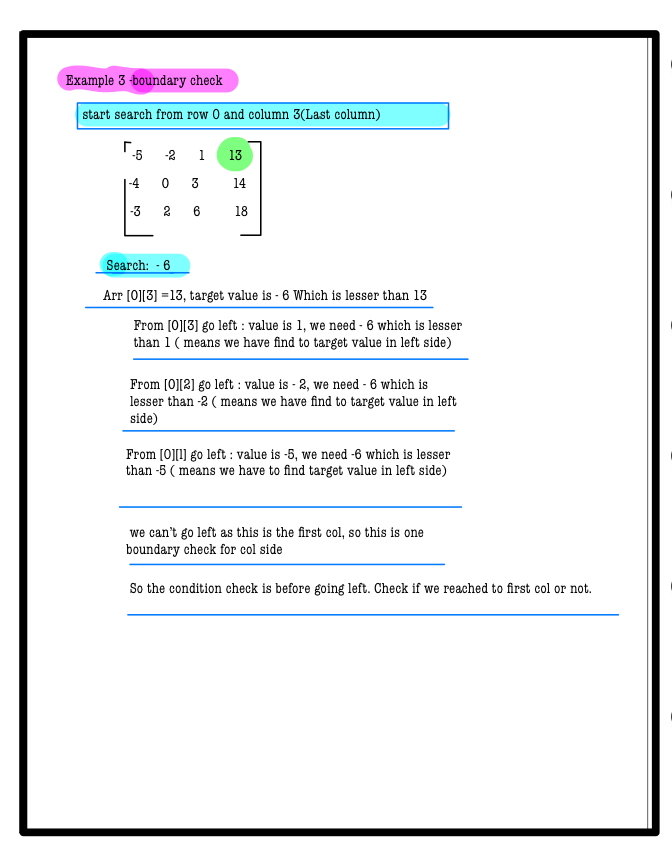 Example 3 -boundary check
start search from row 0 and column 3(Last column)
-5 -2 1 13
-4 0 3 14
-3 2 6 18
Search: - 6
Arr [0][3] =13, target value is - 6 Which is lesser than 13
From [0][3] go left : value is 1, we need - 6 which is lesser
than 1 ( means we have find to target value in left side)
From [0][2] go left : value is - 2, we need - 6 which is
lesser than -2 ( means we have find to target value in left
side)
From [0][1] go left : value is -5, we need -6 which is lesser
than -5 ( means we have to find target value in left side)
we can't go left as this is the first col, so this is one
boundary check for col side
So the condition check is before going left. Check if we reached to first col or not.